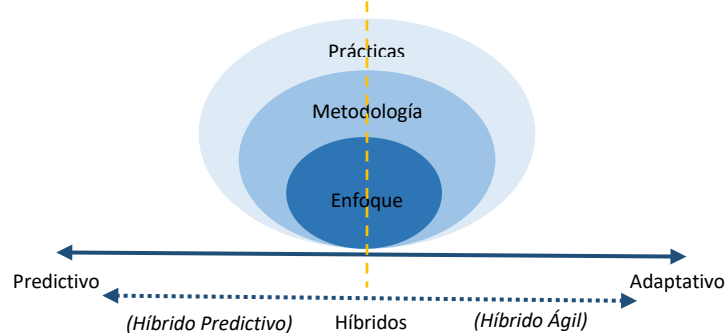 Prácticas
Metodología
Enfoque
Predictivo
Adaptativo
(Híbrido Predictivo)
Híbridos
(Híbrido Ágil)